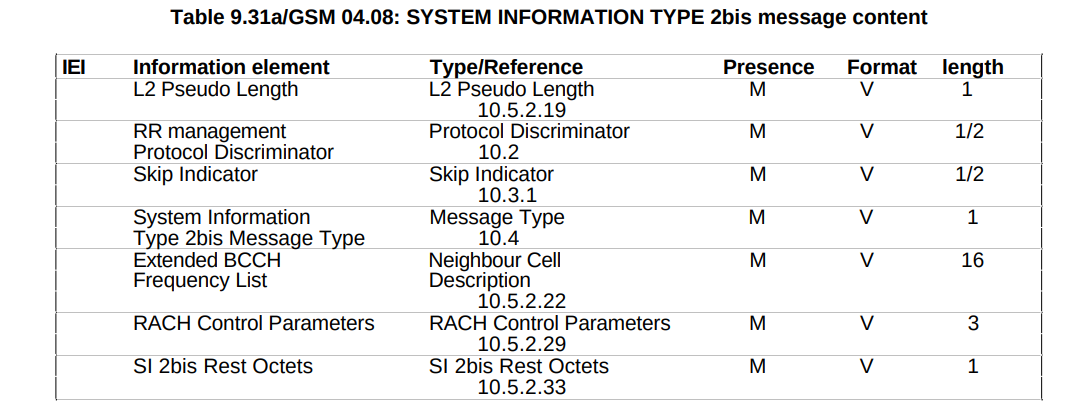 Table 9.31a/GSM 04.08: SYSTEM INFORMATION TYPE 2bis message content
IEI Information element Type/Reference Presence Format length
L2 Pseudo Length L2 Pseudo Length M V 1
10.5.2.19
RR management Protocol Discriminator M V 1/2
Protocol Discriminator 10.2
Skip Indicator Skip Indicator M V 1/2
10.3.1
System Information Message Type M V 1
Type 2bis Message Type 10.4
Extended BCCH Neighbour Cell M V 16
Frequency List Description
10.5.2.22
RACH Control Parameters RACH Control Parameters M V 3
10.5.2.29
SI 2bis Rest Octets SI 2bis Rest Octets M V 1
10.5.2.33